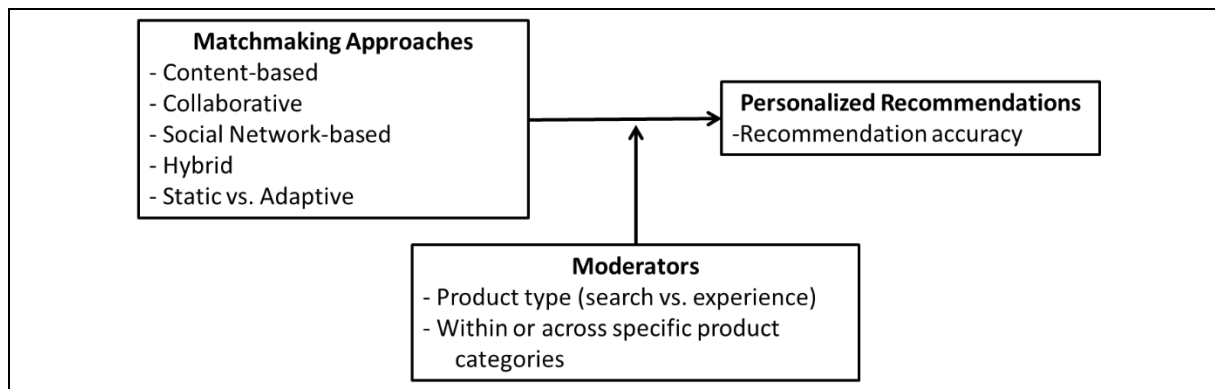 Matchmaking Approaches
- Content-based
- Collaborative
- Social Network-based
- Hybrid
- Static vs. Adaptive
Personalized Recommendations
-Recommendation accuracy
Moderators
- Product type (search vs. experience)
- Within or across specific product
categories